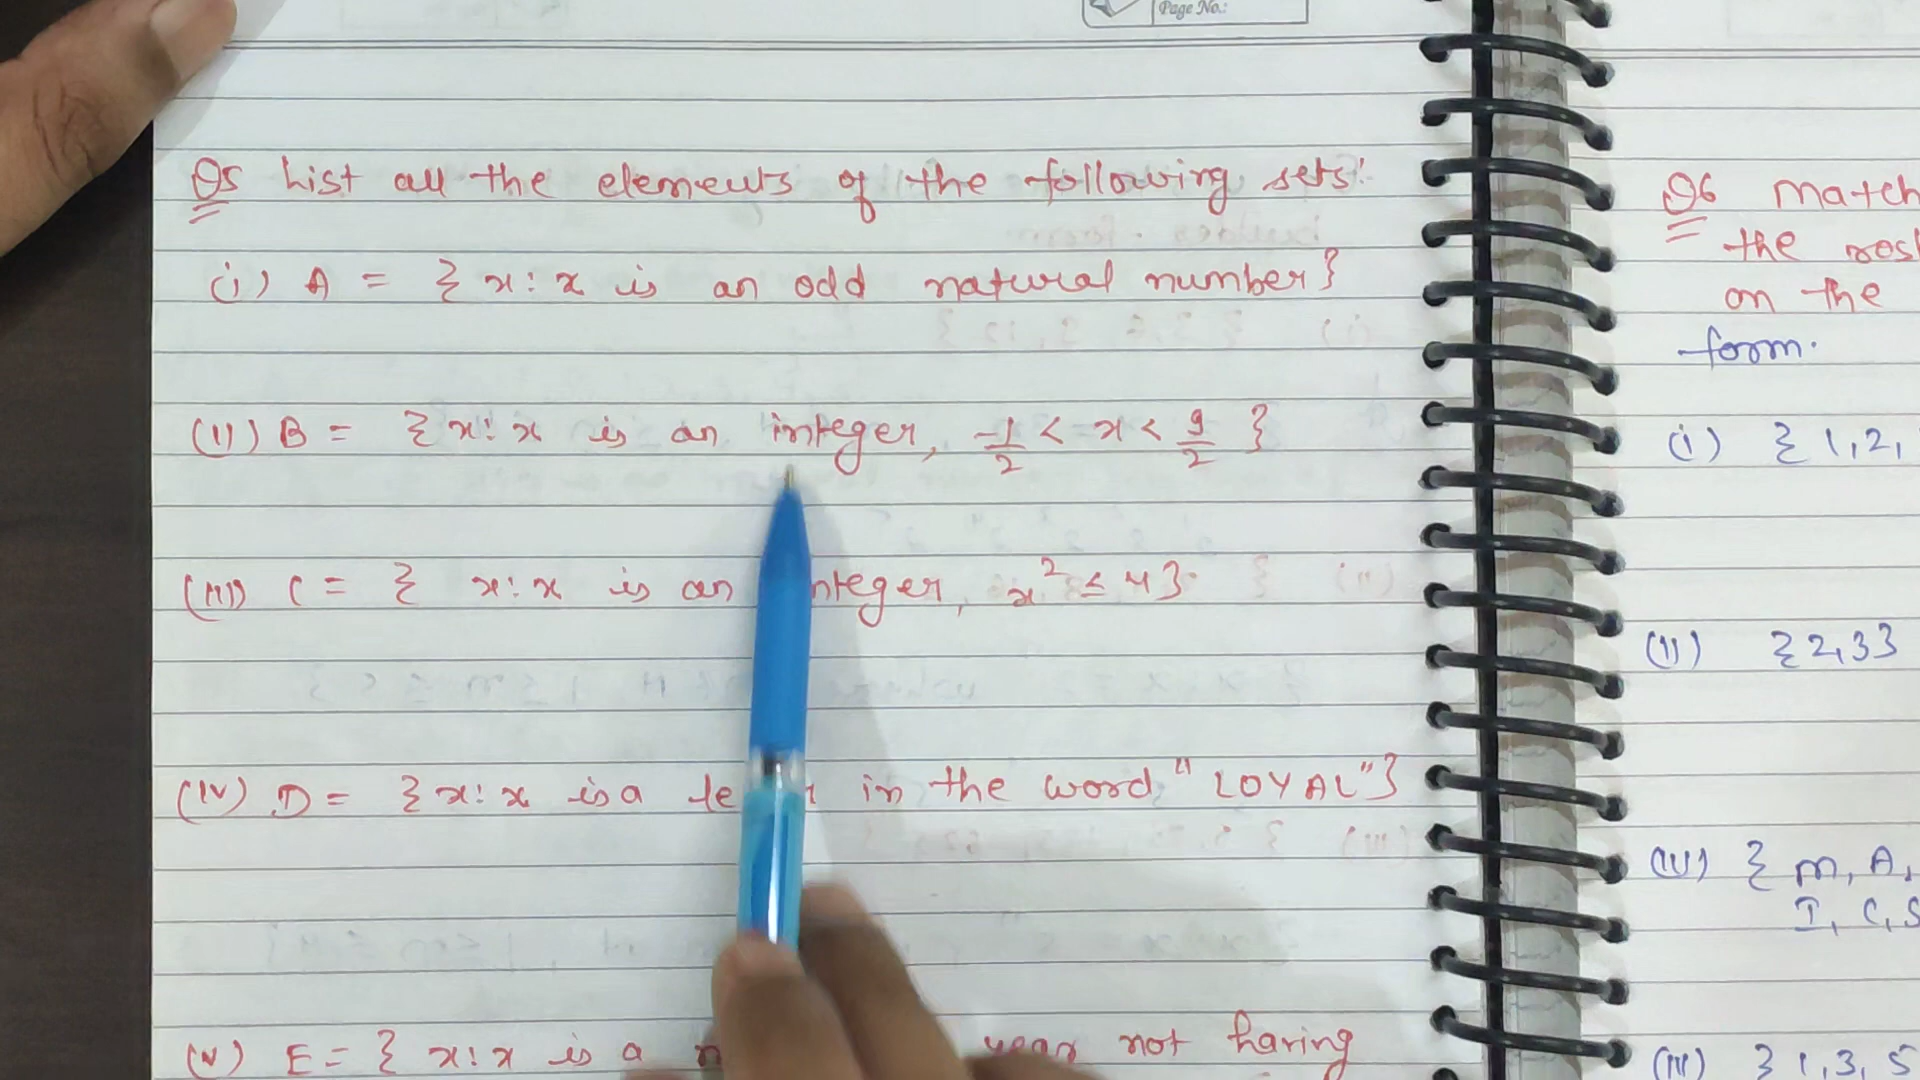 Page No.:
Q5 List all the elements of the following sets:
(i) A = { x : x is an odd natural number}
(II) B = { x : x is an integer, -1/2 < x < 9/2 }
(III) C = { x : x is an integer, x² ≤ 4}
(IV) D = { x : x is a in the word "LOYAL"}
(V) E = { x : x is a year not having
Q6 Match
the
on the
form.
(i) { 1,2,
(II) {2,3}
(IV) { M, A,
I, C, S
(III) } 1,3,5